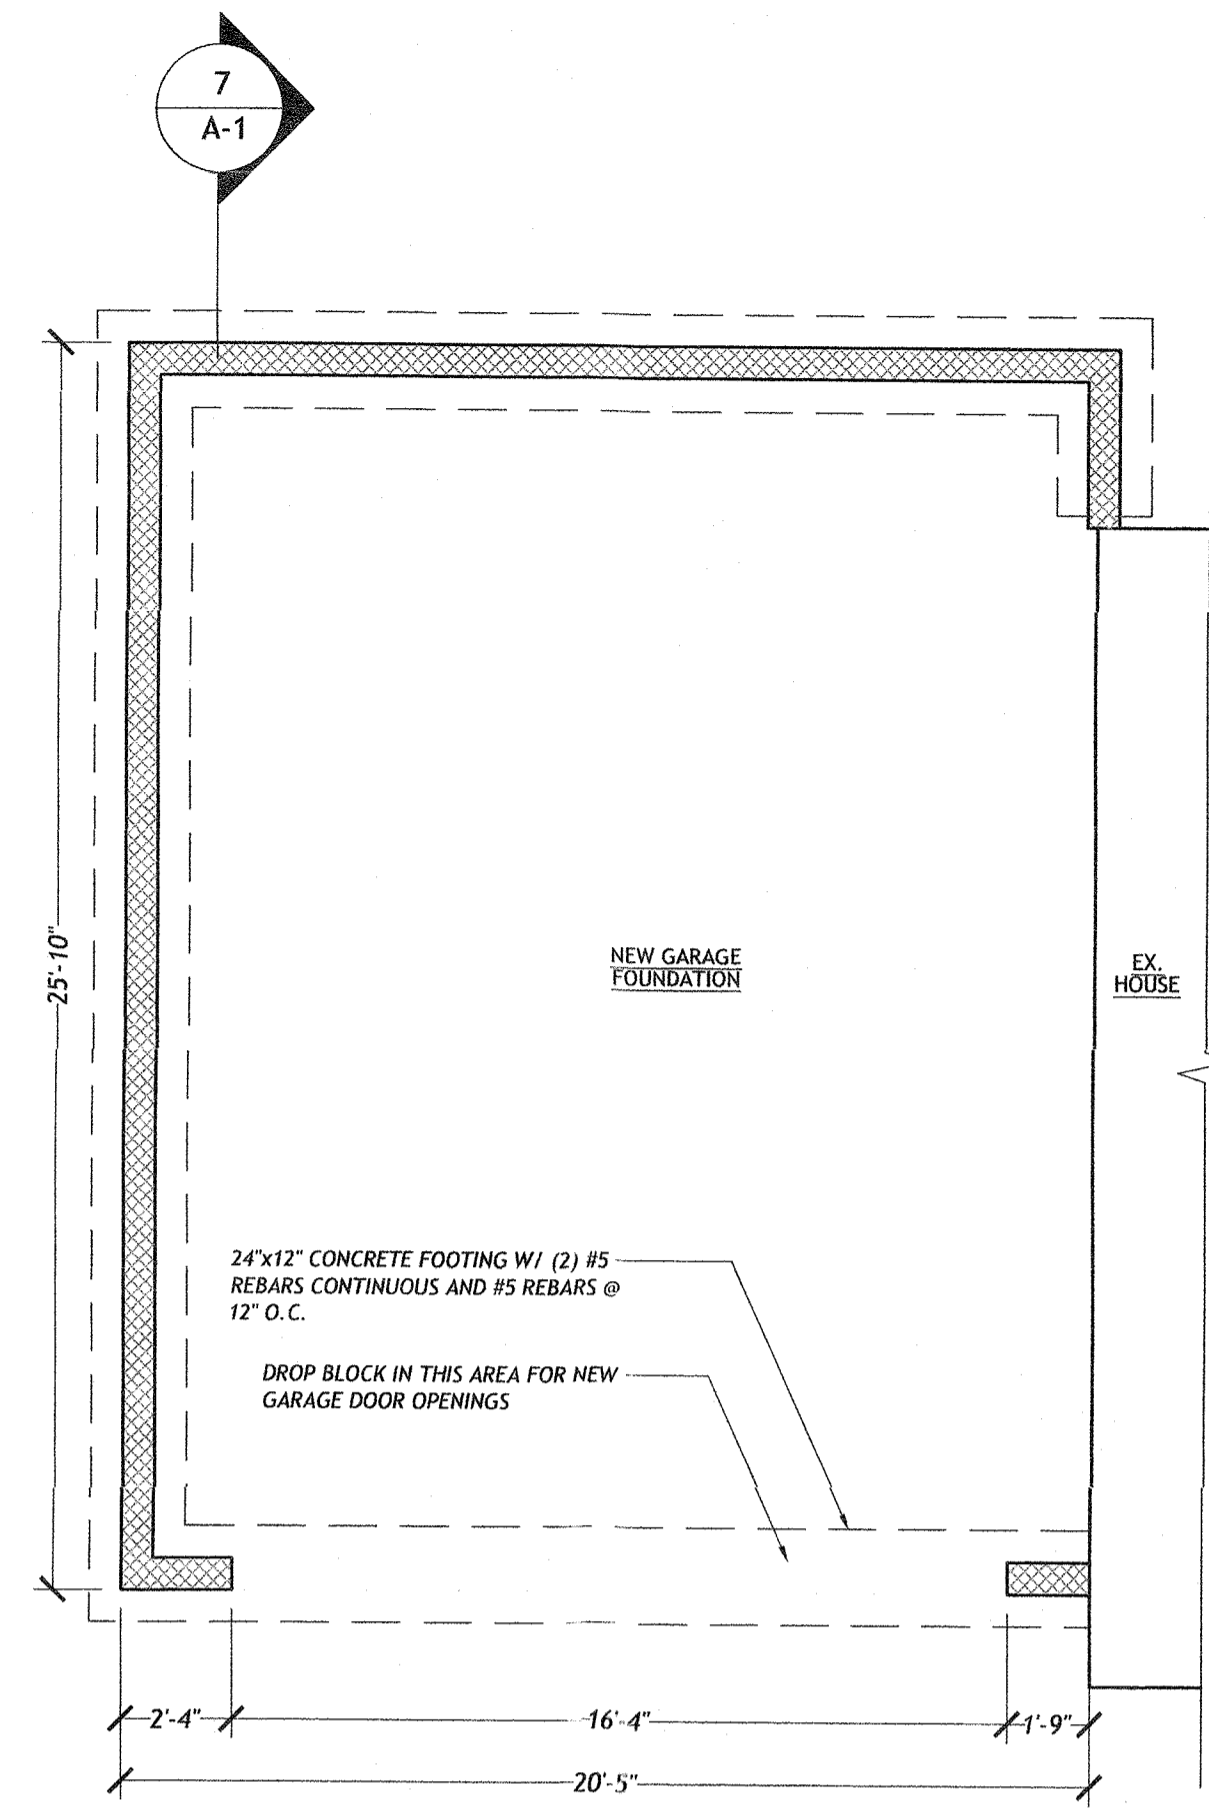 7
A-1
25'-10"
NEW GARAGE
FOUNDATION
EX.
HOUSE
24"x12" CONCRETE FOOTING W/ (2) #5
REBARS CONTINUOUS AND #5 REBARS @
12" O.C.
DROP BLOCK IN THIS AREA FOR NEW
GARAGE DOOR OPENINGS
2'-4"
16'-4"
1'-9"
20'-5"